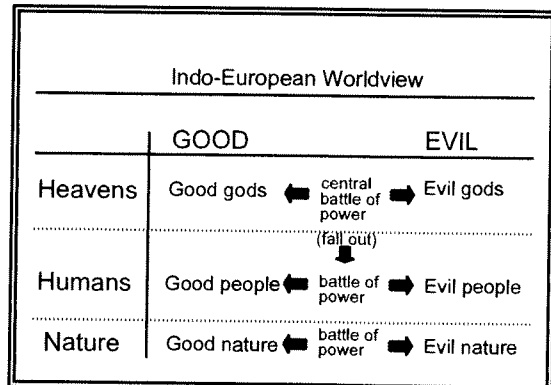 Indo-European Worldview
GOOD EVIL
Heavens Good gods central battle of power Evil gods
(fall out)
Humans Good people battle of power Evil people
Nature Good nature battle of power Evil nature